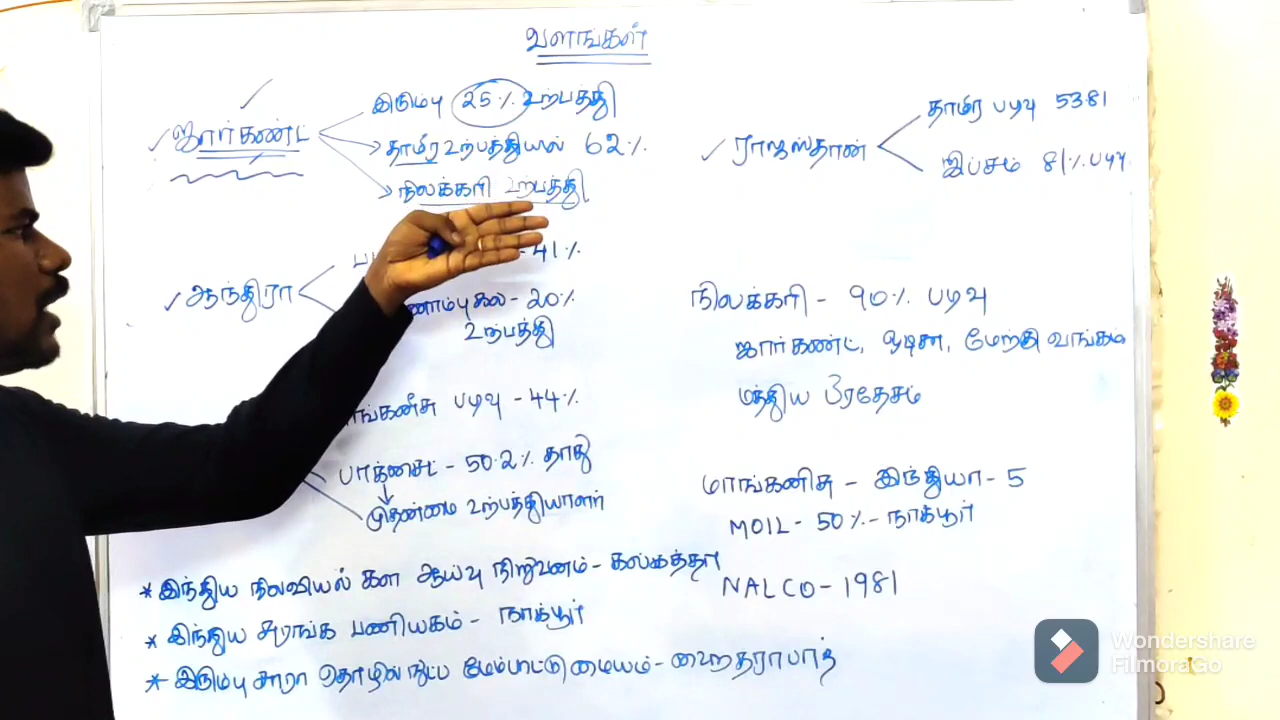 வளங்கள்
ஜார்கண்ட்
இரும்பு 25% உற்பத்தி
தாமிர உற்பத்தியில் 62%
நிலக்கரி உற்பத்தி
ராஜஸ்தான்
தாமிர படிவு 53.81
ஜிப்சம் 81% படிவு
ஆந்திரா
- 41%
- 20%
உற்பத்தி
படிவு - 44%
பாக்சைட் - 50.2% தாது
முதன்மை உற்பத்தியாளர்
நிலக்கரி - 90% படிவு
ஜார்கண்ட், ஒடிசா, மேற்கு வங்கம்
மத்திய பிரதேசம்
மாங்கனிசு - இந்தியா - 5
MOIL - 50% - நாக்பூர்
NALCO - 1981
* இந்திய நிலவியல் கள ஆய்வு நிறுவனம் - கல்கத்தா
* இந்திய சுரங்க பணியகம் - நாக்பூர்
* இரும்பு சாரா தொழில் நுட்ப மேம்பாட்டு மையம் - ஹைதராபாத்
Wondershare
FilmoraGo